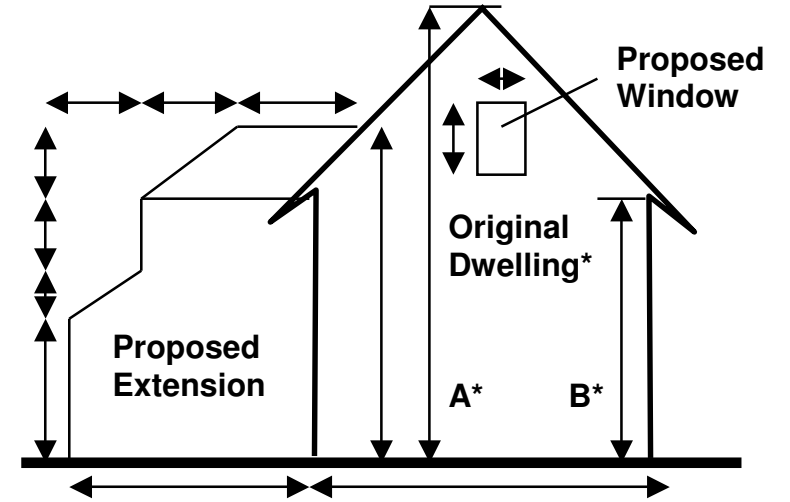 Proposed
Window
Original
Dwelling*
Proposed
Extension
A*
B*